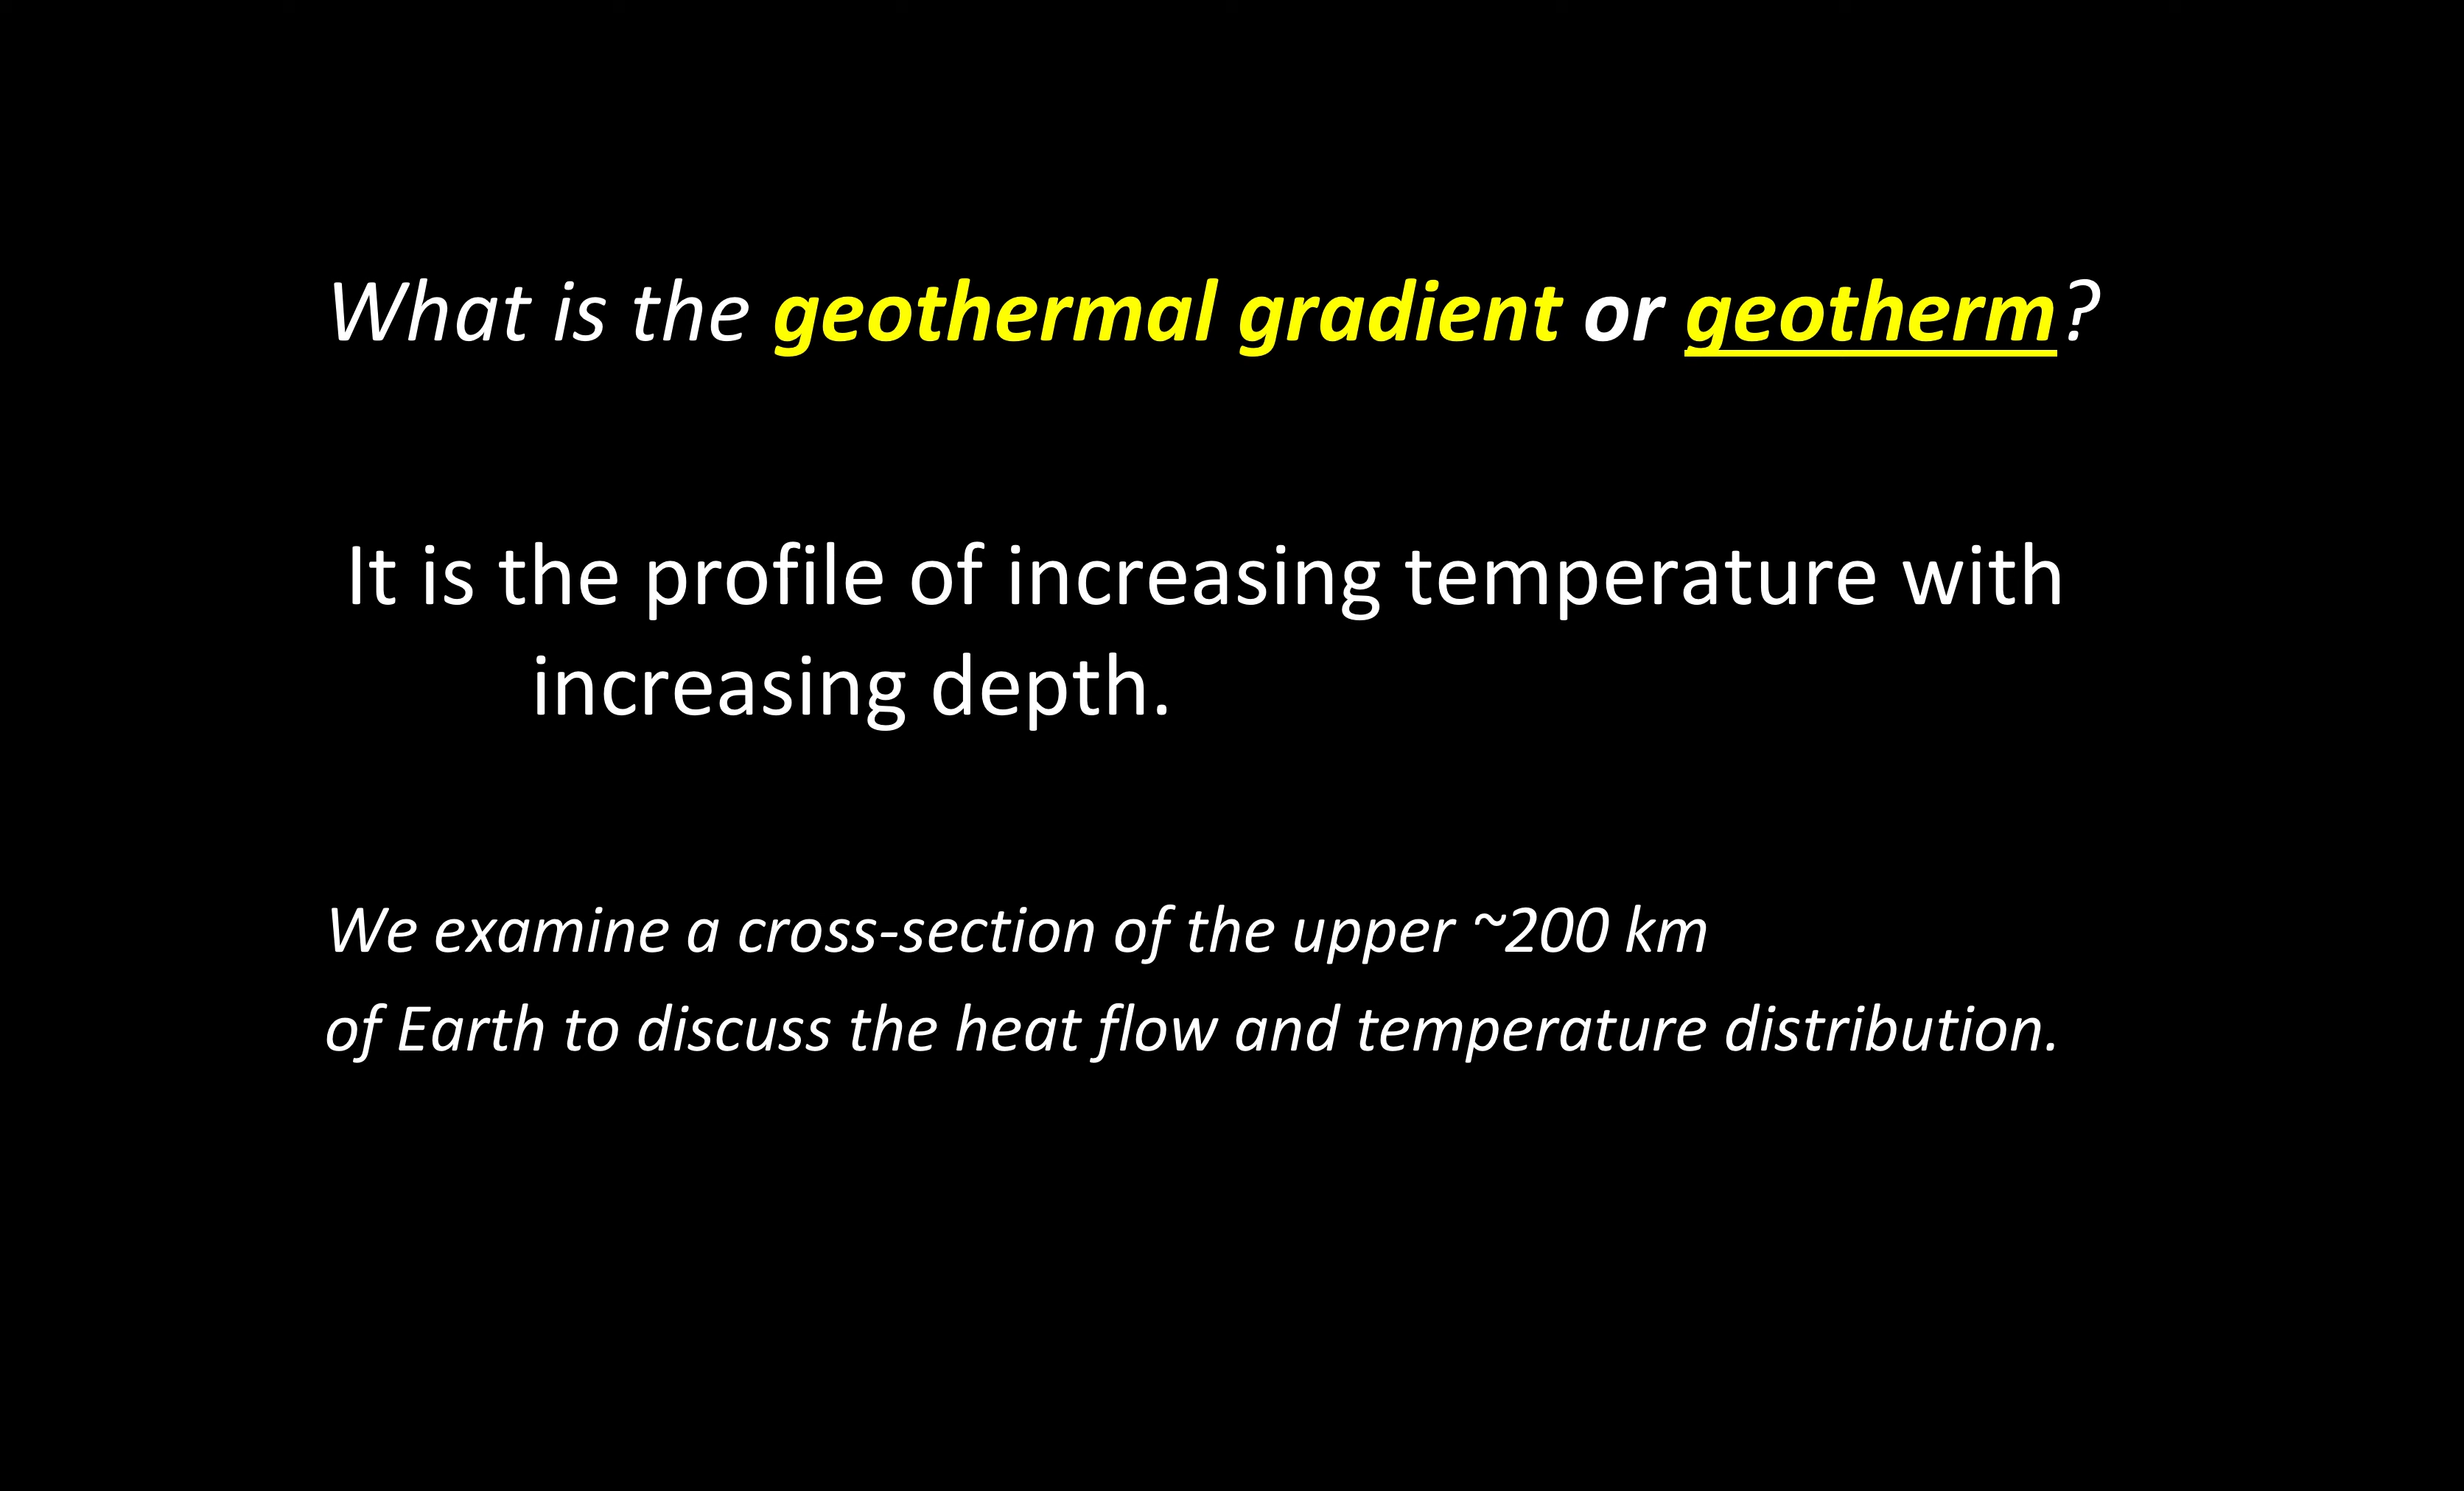 What is the geothermal gradient or geotherm?
It is the profile of increasing temperature with
increasing depth.
We examine a cross-section of the upper ~200 km
of Earth to discuss the heat flow and temperature distribution.